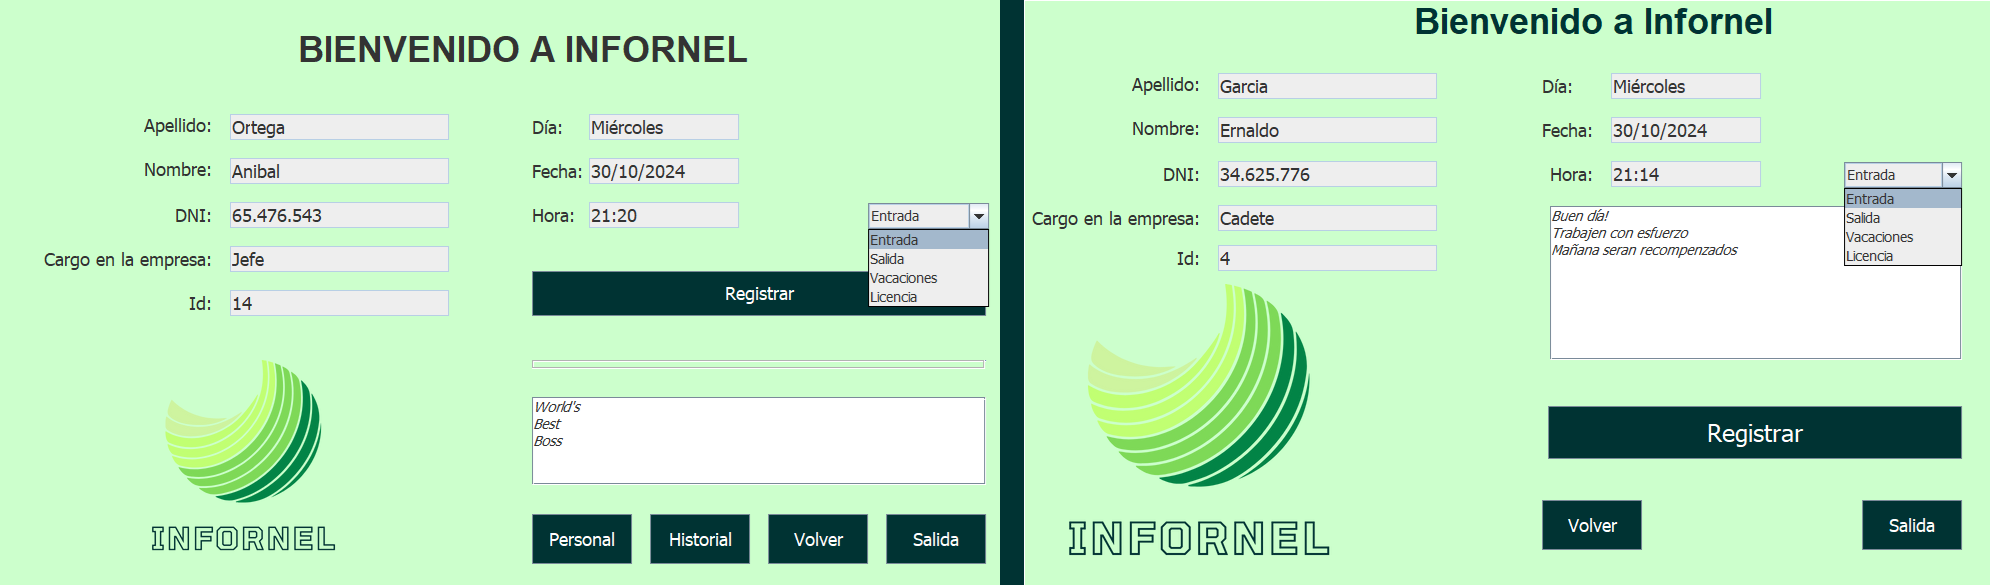 BIENVENIDO A INFORNEL
Apellido: Ortega
Nombre: Anibal
DNI: 65.476.543
Cargo en la empresa: Jefe
Id: 14
INFORNEL
Día: Miércoles
Fecha: 30/10/2024
Hora: 21:20
Entrada
Entrada
Salida
Vacaciones
Licencia
Registrar
World's
Best
Boss
Personal Historial Volver Salida
Bienvenido a Infornel
Apellido: Garcia
Nombre: Ernaldo
DNI: 34.625.776
Cargo en la empresa: Cadete
Id: 4
INFORNEL
Día: Miércoles
Fecha: 30/10/2024
Hora: 21:14
Entrada
Entrada
Salida
Vacaciones
Licencia
Buen día!
Trabajen con esfuerzo
Mañana seran recompenzados
Registrar
Volver Salida